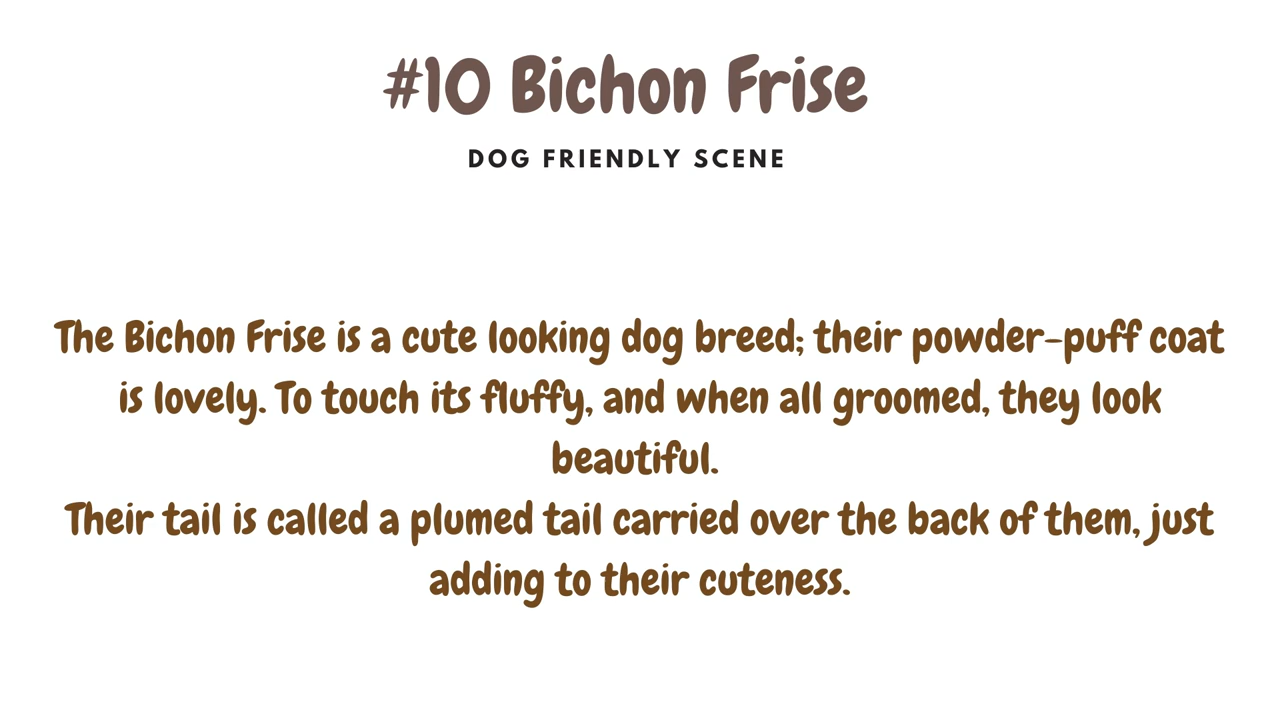 #10 Bichon Frise
DOG FRIENDLY SCENE
The Bichon Frise is a cute looking dog breed; their powder-puff coat
is lovely. To touch its fluffy, and when all groomed, they look
beautiful.
Their tail is called a plumed tail carried over the back of them, just
adding to their cuteness.